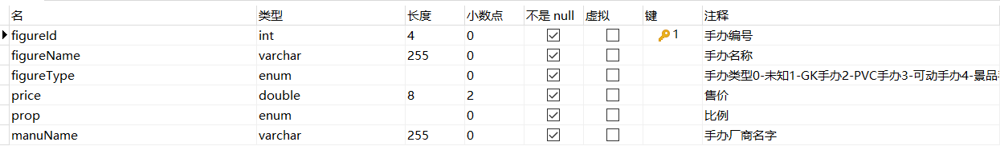 名 类型 长度 小数点 不是 null 虚拟 键 注释
figureId int 4 0 1 手办编号
figureName varchar 255 0 手办名称
figureType enum 0 手办类型0-未知1-GK手办2-PVC手办3-可动手办4-景品
price double 8 2 售价
prop enum 0 比例
manuName varchar 255 0 手办厂商名字